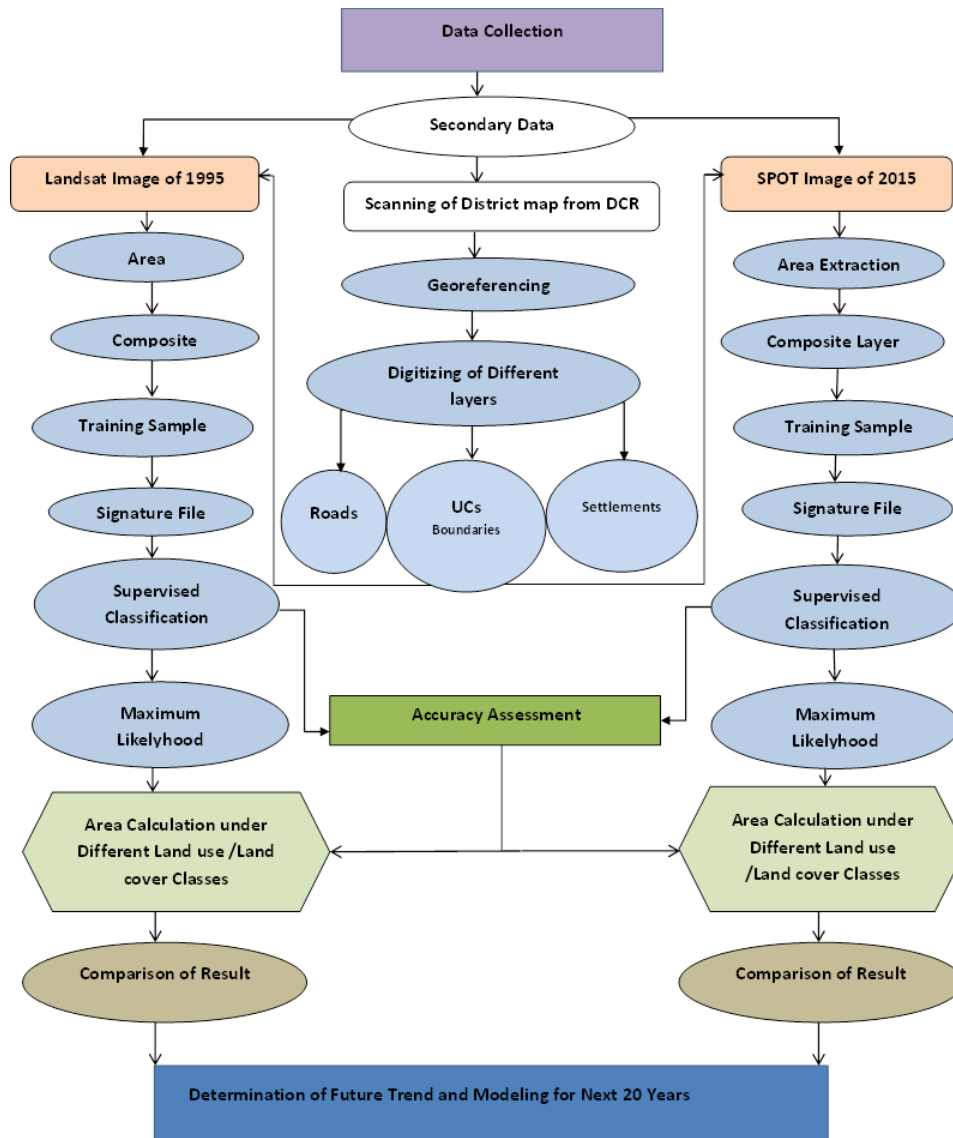 Data Collection
Secondary Data
Landsat Image of 1995
Scanning of District map from DCR
SPOT Image of 2015
Area
Georeferencing
Area Extraction
Composite
Digitizing of Different
layers
Composite Layer
Training Sample
Training Sample
Roads
UCs
Boundaries
Settlements
Signature File
Signature File
Supervised
Classification
Supervised
Classification
Accuracy Assessment
Maximum
Likelyhood
Maximum
Likelyhood
Area Calculation under
Different Land use /Land
cover Classes
Area Calculation under
Different Land use
/Land cover Classes
Comparison of Result
Comparison of Result
Determination of Future Trend and Modeling for Next 20 Years